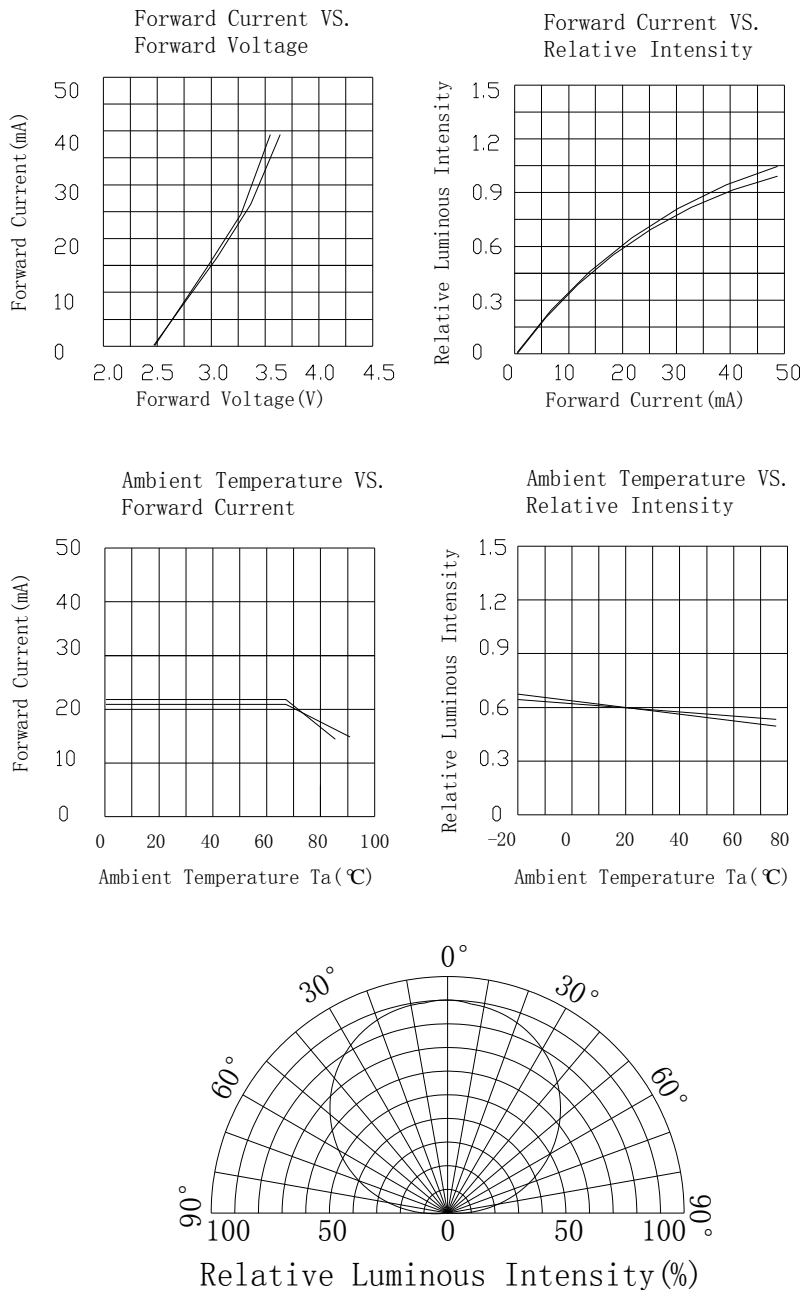 Forward Current VS.
Forward Voltage
Forward Current(mA)
50
40
30
20
10
0
2.0 2.5 3.0 3.5 4.0 4.5
Forward Voltage(V)
Forward Current VS.
Relative Intensity
Relative Luminous Intensity
1.5
1.2
0.9
0.6
0.3
0
0 10 20 30 40 50
Forward Current(mA)
Ambient Temperature VS.
Forward Current
Forward Current(mA)
50
40
30
20
10
0
0 20 40 60 80 100
Ambient Temperature Ta(℃)
Ambient Temperature VS.
Relative Intensity
Relative Luminous Intensity
1.5
1.2
0.9
0.6
0.3
0
-20 0 20 40 60 80
Ambient Temperature Ta(℃)
0°
30° 30°
60° 60°
90° 90°
100 50 0 50 100
Relative Luminous Intensity(%)